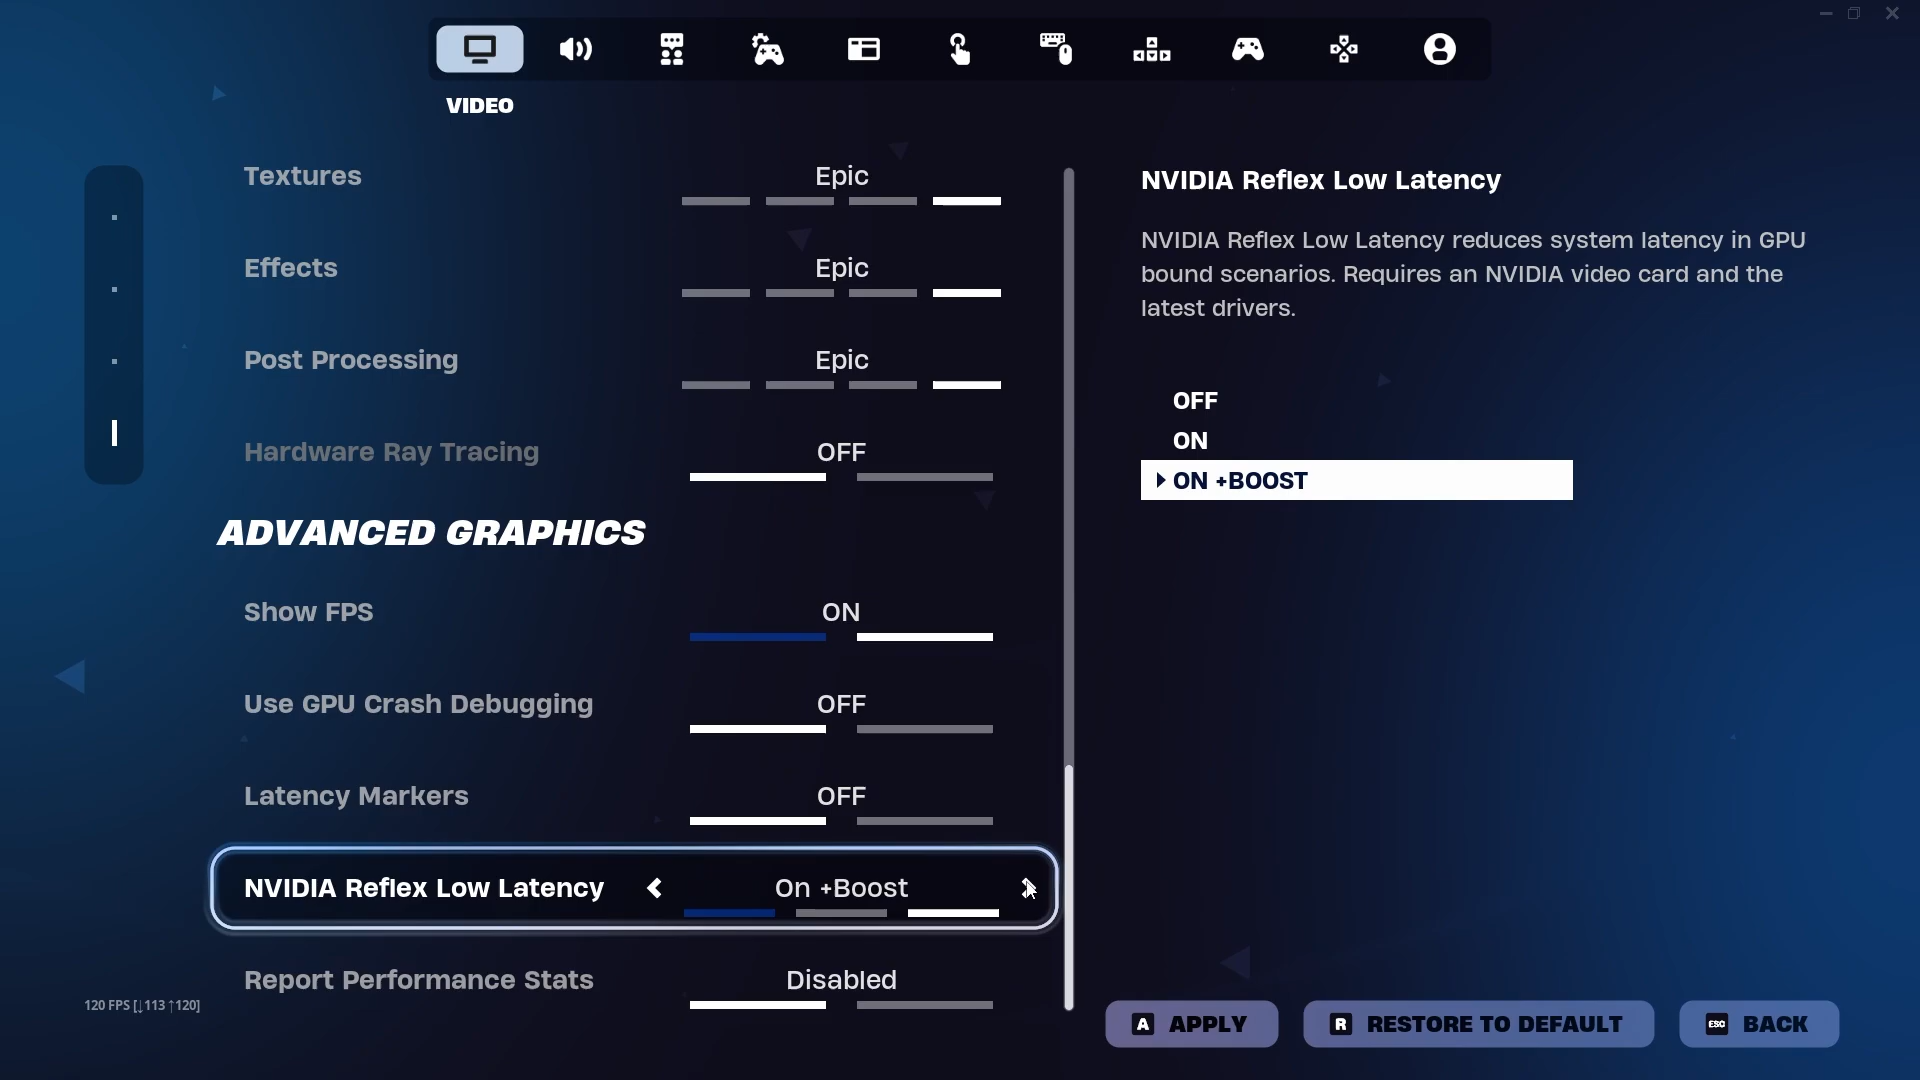 VIDEO
Textures
Epic
Effects
Epic
Post Processing
Epic
Hardware Ray Tracing
OFF
ADVANCED GRAPHICS
Show FPS
ON
Use GPU Crash Debugging
OFF
Latency Markers
OFF
NVIDIA Reflex Low Latency
On +Boost
Report Performance Stats
Disabled
120 FPS [↓113 ↑120]
NVIDIA Reflex Low Latency
NVIDIA Reflex Low Latency reduces system latency in GPU
bound scenarios. Requires an NVIDIA video card and the
latest drivers.
OFF
ON
ON +BOOST
A APPLY
R RESTORE TO DEFAULT
ESC BACK